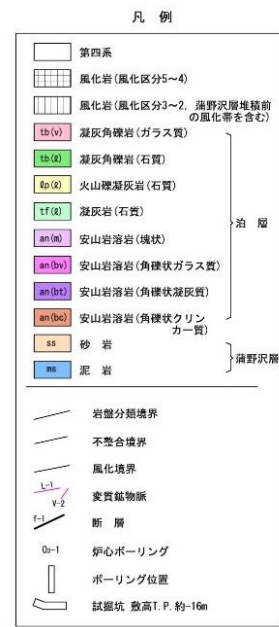 凡 例
第四系
風化岩(風化区分5～4)
風化岩(風化区分3～2, 蒲野沢層堆積前
の風化帯を含む)
tb(v) 凝灰角礫岩(ガラス質)
tb(ℓ) 凝灰角礫岩(石質)
ℓp(ℓ) 火山礫凝灰岩(石質)
tf(ℓ) 凝灰岩(石質)
an(m) 安山岩溶岩(塊状)
an(bv) 安山岩溶岩(角礫状ガラス質)
an(bt) 安山岩溶岩(角礫状凝灰質)
an(bc) 安山岩溶岩(角礫状クリン
カー質)
泊 層
ss 砂 岩
ms 泥 岩
蒲野沢層
岩盤分類境界
不整合境界
風化境界
L-1
V-2 変質鉱物脈
f-1 断 層
炉心ボーリング
ボーリング位置
試掘坑 敷高T.P.約-16m